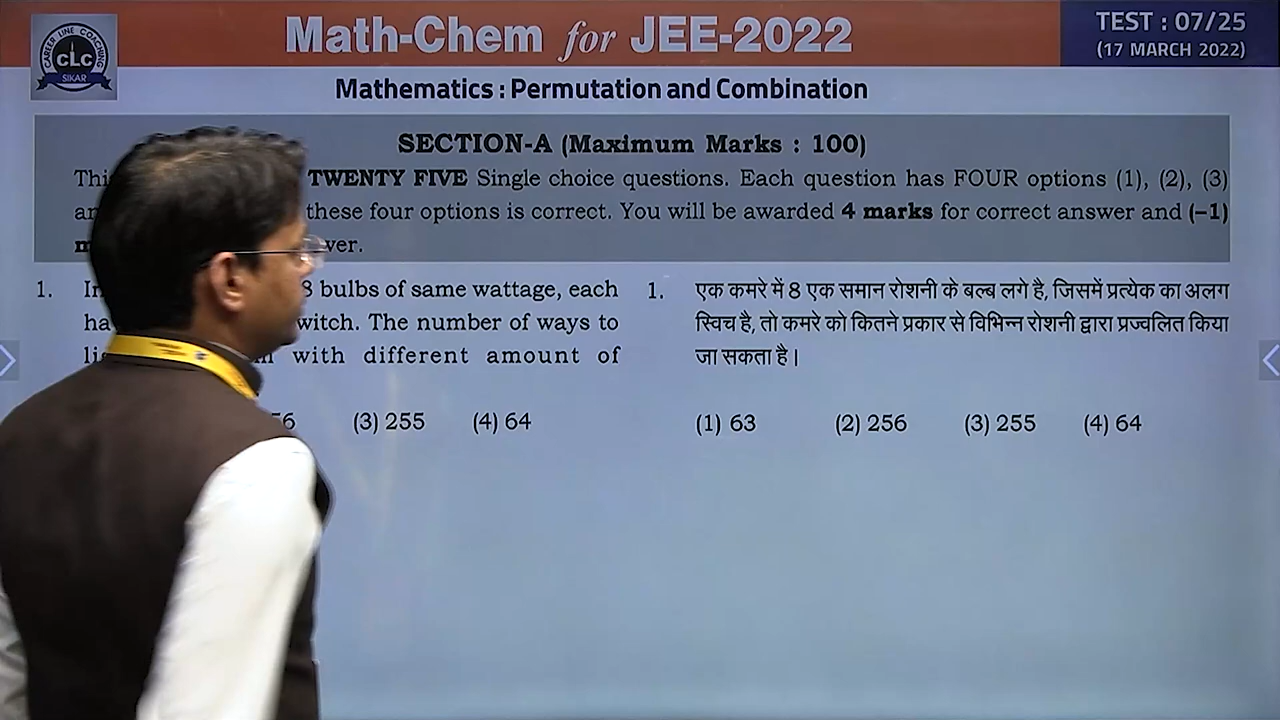 Math-Chem for JEE-2022
TEST : 07/25
(17 MARCH 2022)
CAREER LINE COACHING
CLC
SIKAR
Mathematics : Permutation and Combination
SECTION-A (Maximum Marks : 100)
TWENTY FIVE Single choice questions. Each question has FOUR options (1), (2), (3)
these four options is correct. You will be awarded 4 marks for correct answer and (–1)
1. 8 bulbs of same wattage, each
The number of ways to
with different amount of
(3) 255 (4) 64
1. एक कमरे में 8 एक समान रोशनी के बल्ब लगे है, जिसमें प्रत्येक का अलग
स्विच है, तो कमरे को कितने प्रकार से विभिन्न रोशनी द्वारा प्रज्वलित किया
जा सकता है।
(1) 63 (2) 256 (3) 255 (4) 64